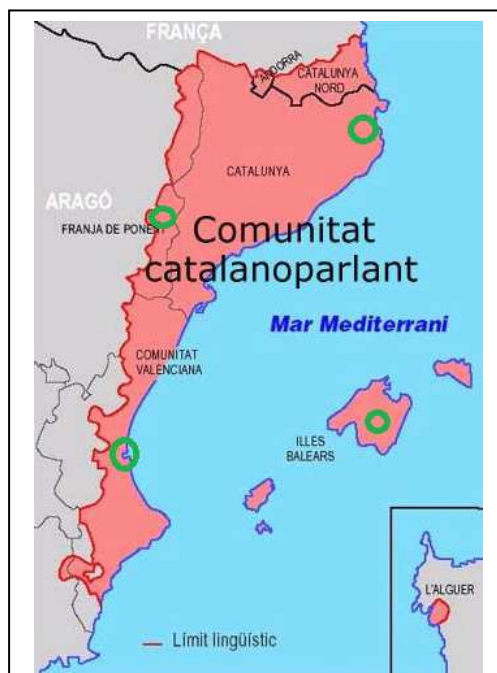 FRANÇA
ANDORRA
CATALUNYA
NORD
CATALUNYA
ARAGÓ
FRANJA DE PONENT
Comunitat
catalanoparlant
Mar Mediterrani
COMUNITAT
VALENCIANA
ILLES
BALEARS
L'ALGUER
Límit lingüístic